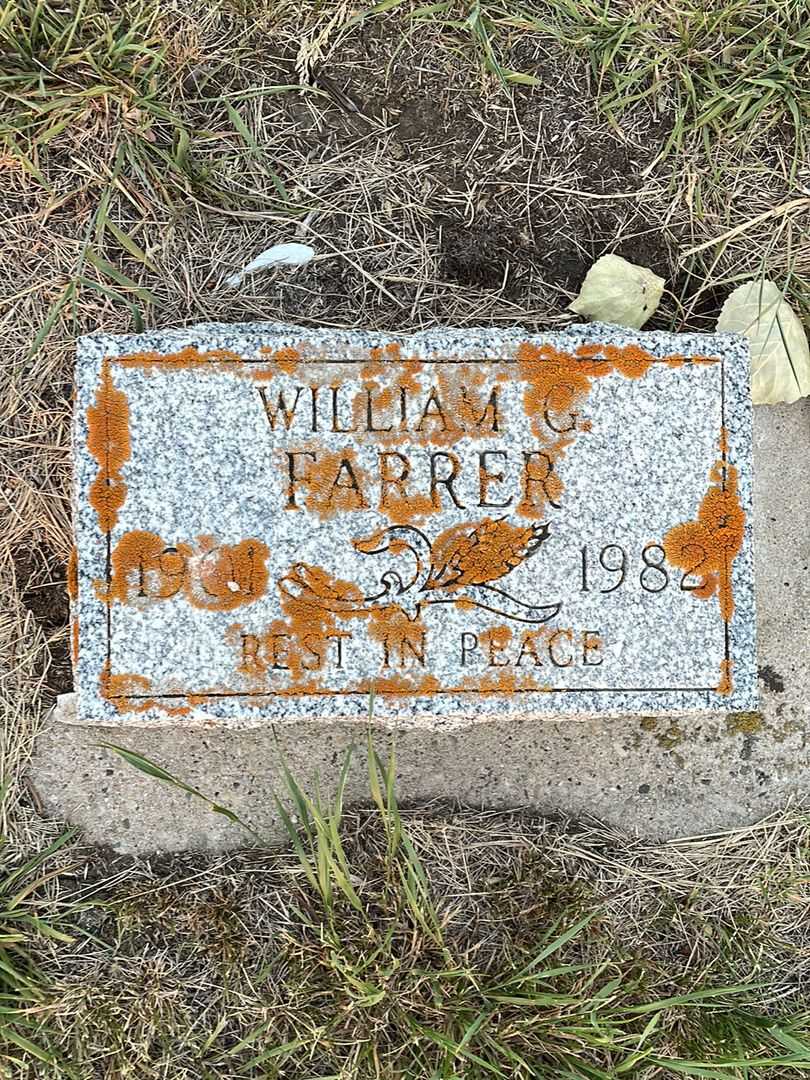 WILLIAM G.
FARRER
1982
REST IN PEACE